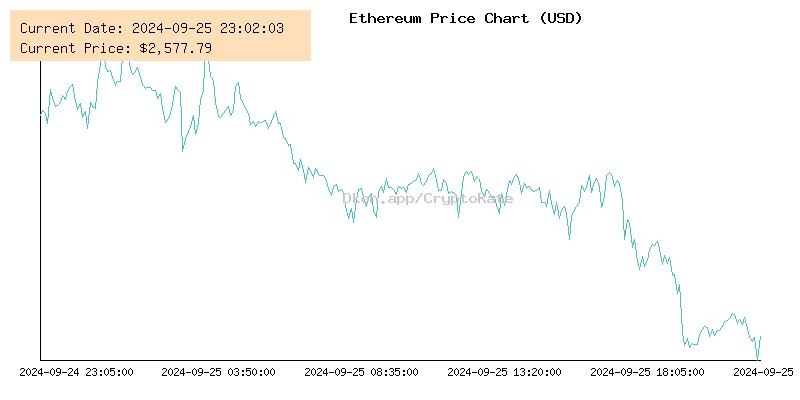 Ethereum Price Chart (USD)
Current Date: 2024-09-25 23:02:03
Current Price: $2,577.79
Dkon.app/CryptoRate
2024-09-24 23:05:00 2024-09-25 03:50:00 2024-09-25 08:35:00 2024-09-25 13:20:00 2024-09-25 18:05:00 2024-09-25